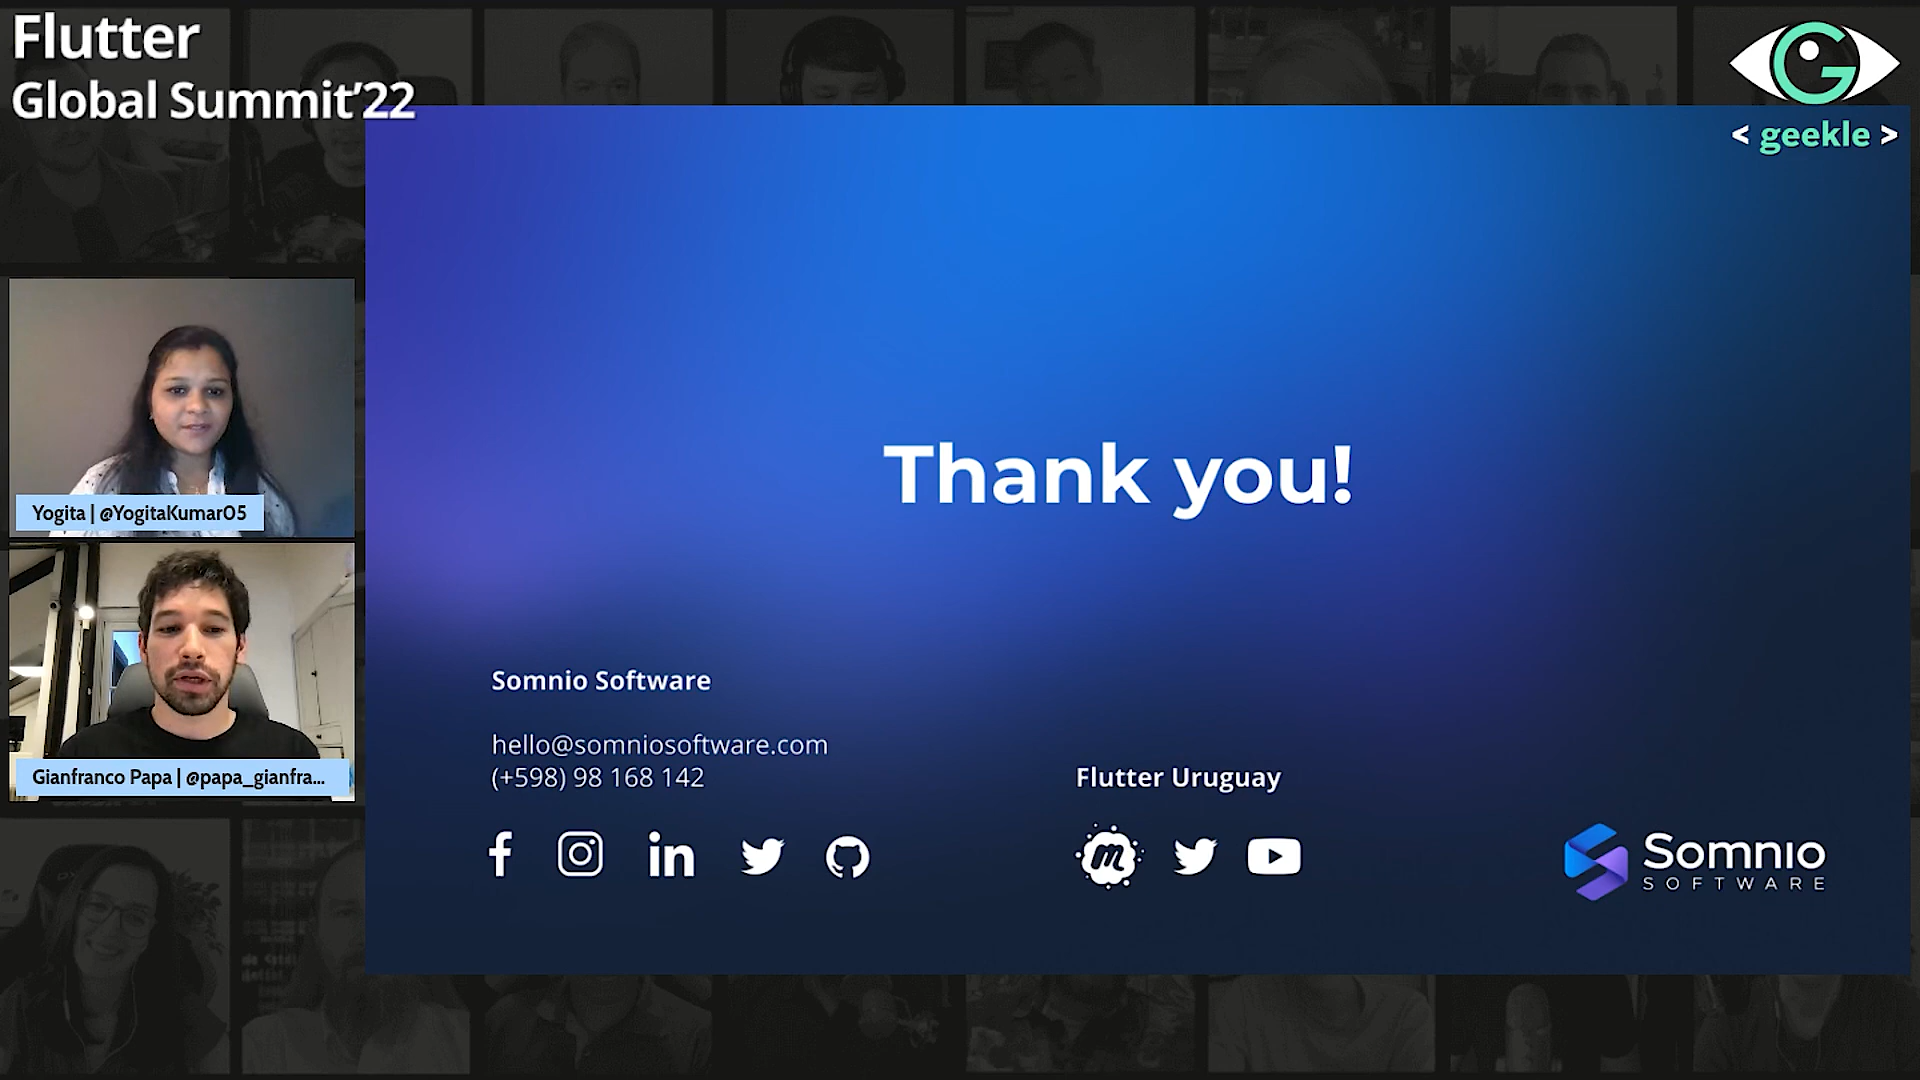 Flutter
Global Summit'22
< geekle >
Yogita | @YogitaKumar05
Gianfranco Papa | @papa_gianfra...
Thank you!
Somnio Software
hello@somniosoftware.com
(+598) 98 168 142
Flutter Uruguay
Somnio
SOFTWARE